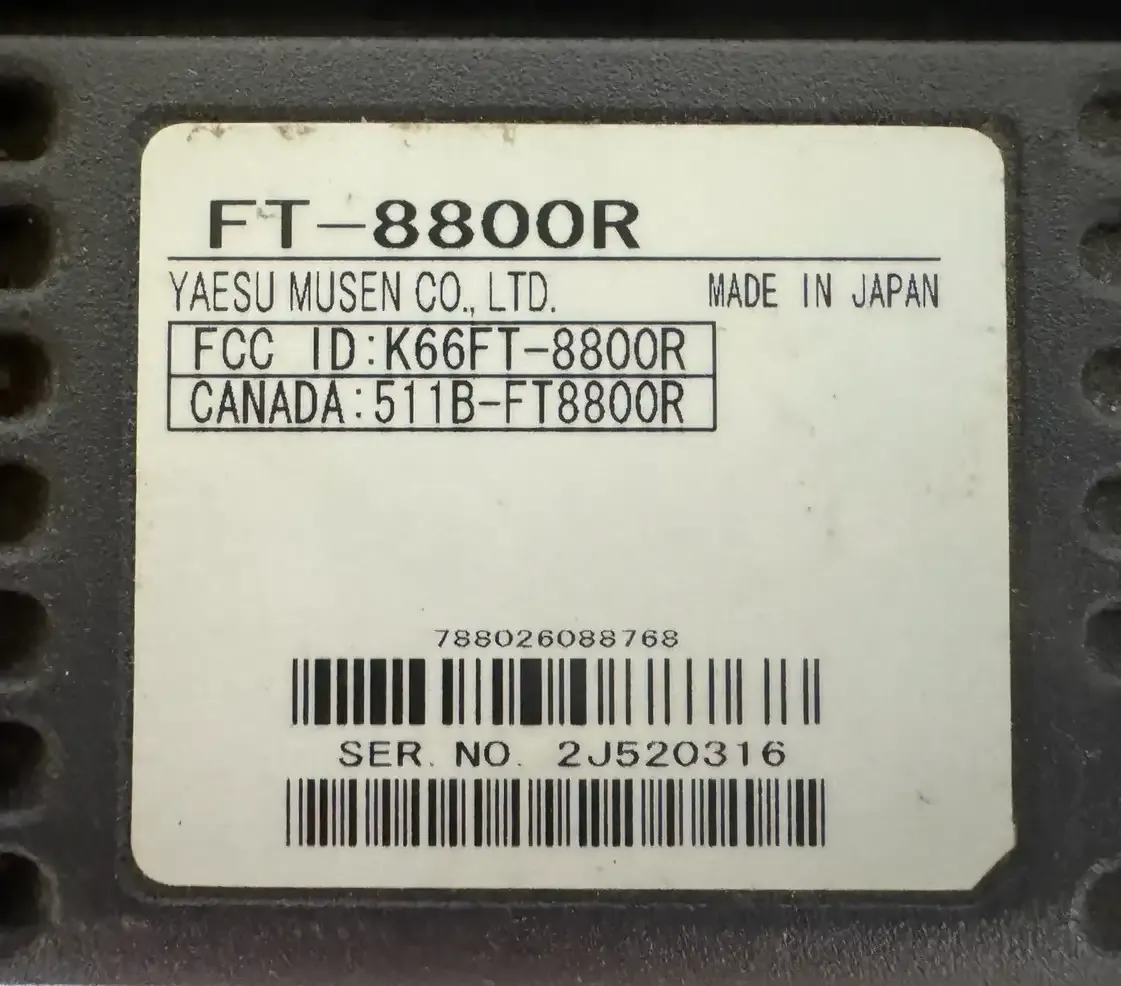 FT-8800R
YAESU MUSEN CO., LTD. MADE IN JAPAN
FCC ID:K66FT-8800R
CANADA:511B-FT8800R
788026088768
SER. NO. 2J520316